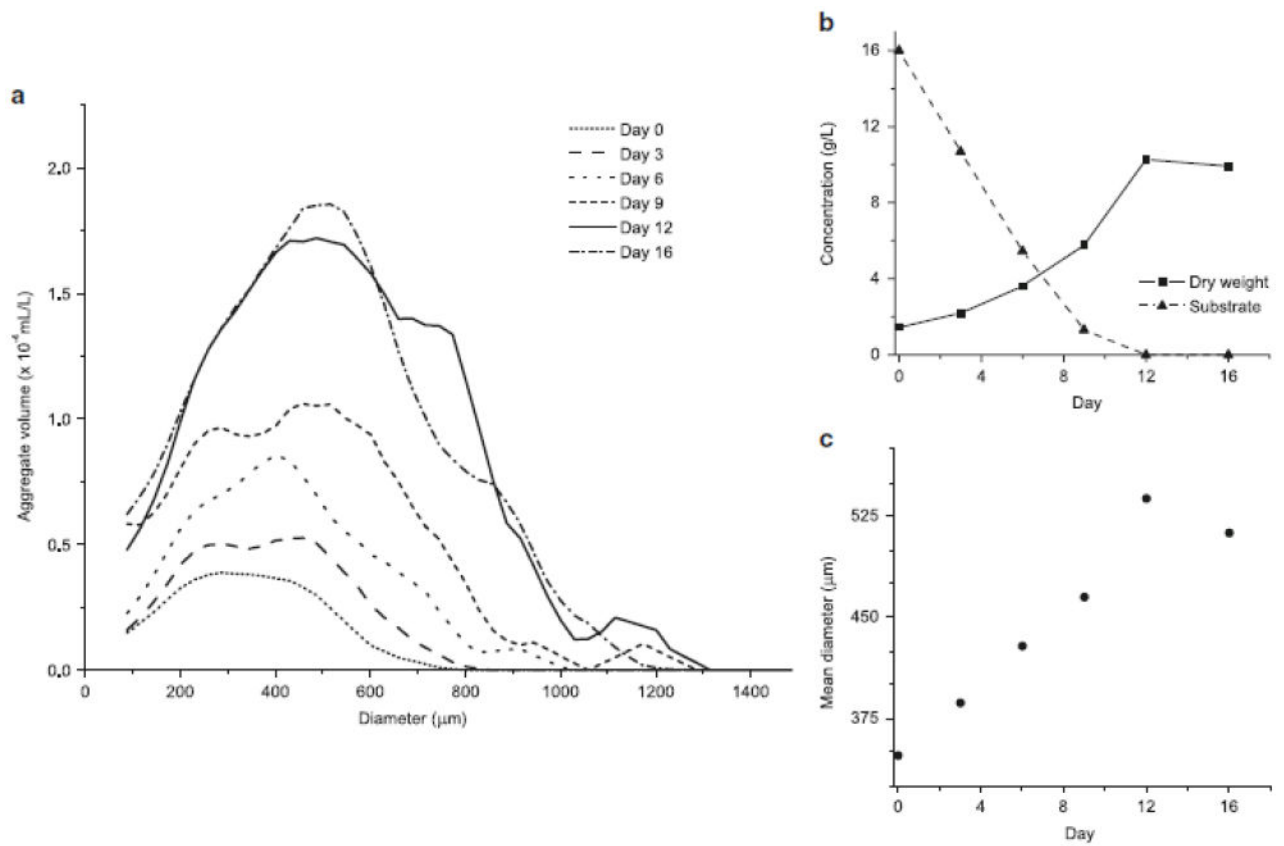 a
2.0
1.5
1.0
0.5
0.0
0 200 400 600 800 1000 1200 1400
Aggregate volume (x 10⁻⁴mL/L)
Diameter (μm)
Day 0
Day 3
Day 6
Day 9
Day 12
Day 16
b
16
12
8
4
0
0 4 8 12 16
Concentration (g/L)
Day
Dry weight
Substrate
c
525
450
375
0 4 8 12 16
Mean diameter (μm)
Day